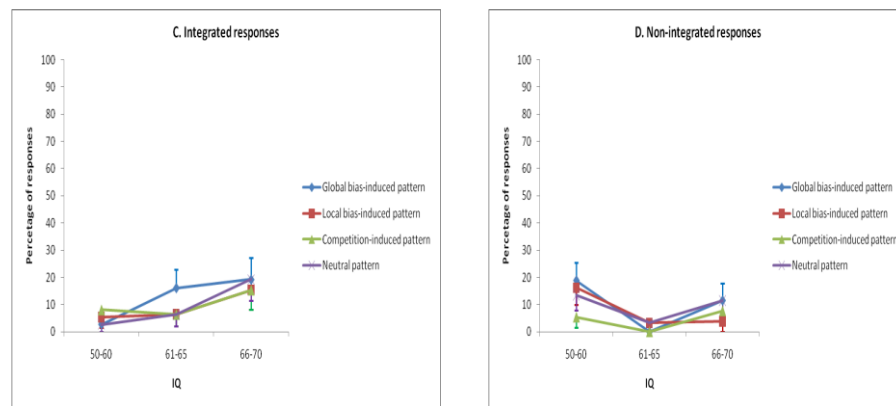 C. Integrated responses
Percetage of responses
100
90
80
70
60
50
40
30
20
10
0
50-60
61-65
66-70
IQ
Global bias-induced pattern
Local bias-induced pattern
Competition-induced pattern
Neutral pattern
D. Non-integrated responses
Percetage of responses
100
90
80
70
60
50
40
30
20
10
0
50-60
61-65
66-70
IQ
Global bias-induced pattern
Local bias-induced pattern
Competition-induced pattern
Neutral pattern